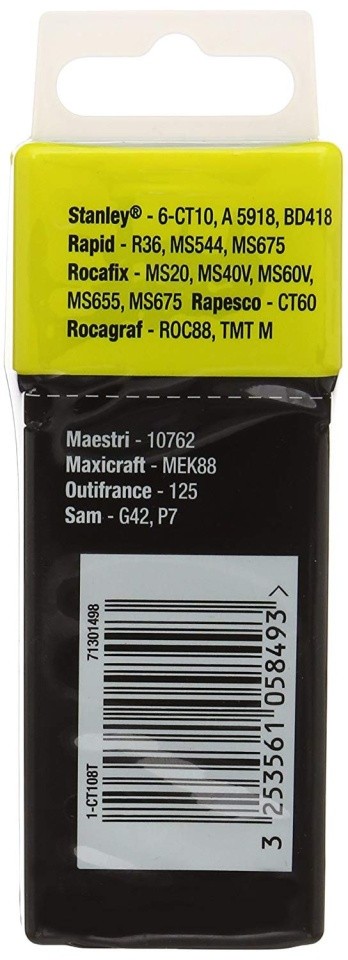 Stanley® - 6-CT10, A 5918, BD418
Rapid - R36, MS544, MS675
Rocafix - MS20, MS40V, MS60V,
MS655, MS675 Rapesco - CT60
Rocagraf - ROC88, TMT M
Maestri - 10762
Maxicraft - MEK88
Outifrance - 125
Sam - G42, P7
71301498
1-CT108T
3 253561 058493 >